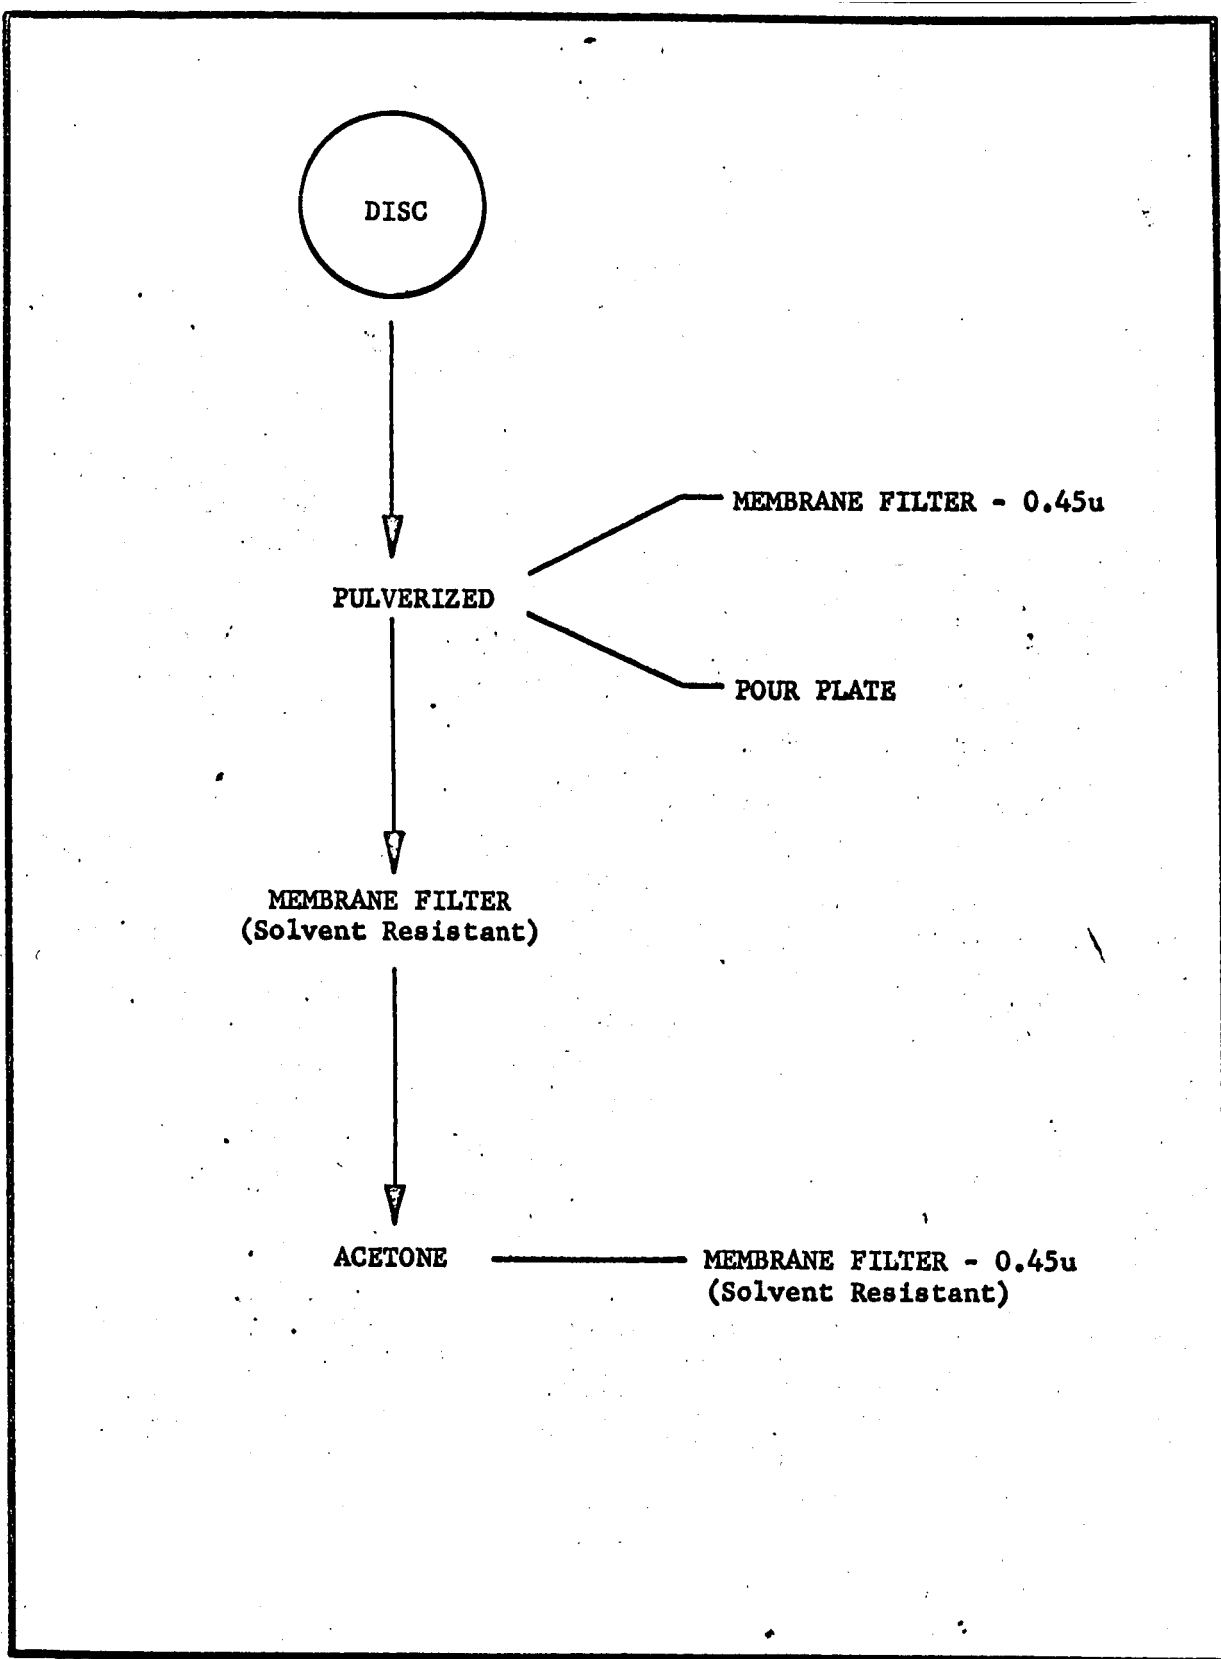 DISC
MEMBRANE FILTER - 0.45u
PULVERIZED
POUR PLATE
MEMBRANE FILTER
(Solvent Resistant)
ACETONE
MEMBRANE FILTER - 0.45u
(Solvent Resistant)